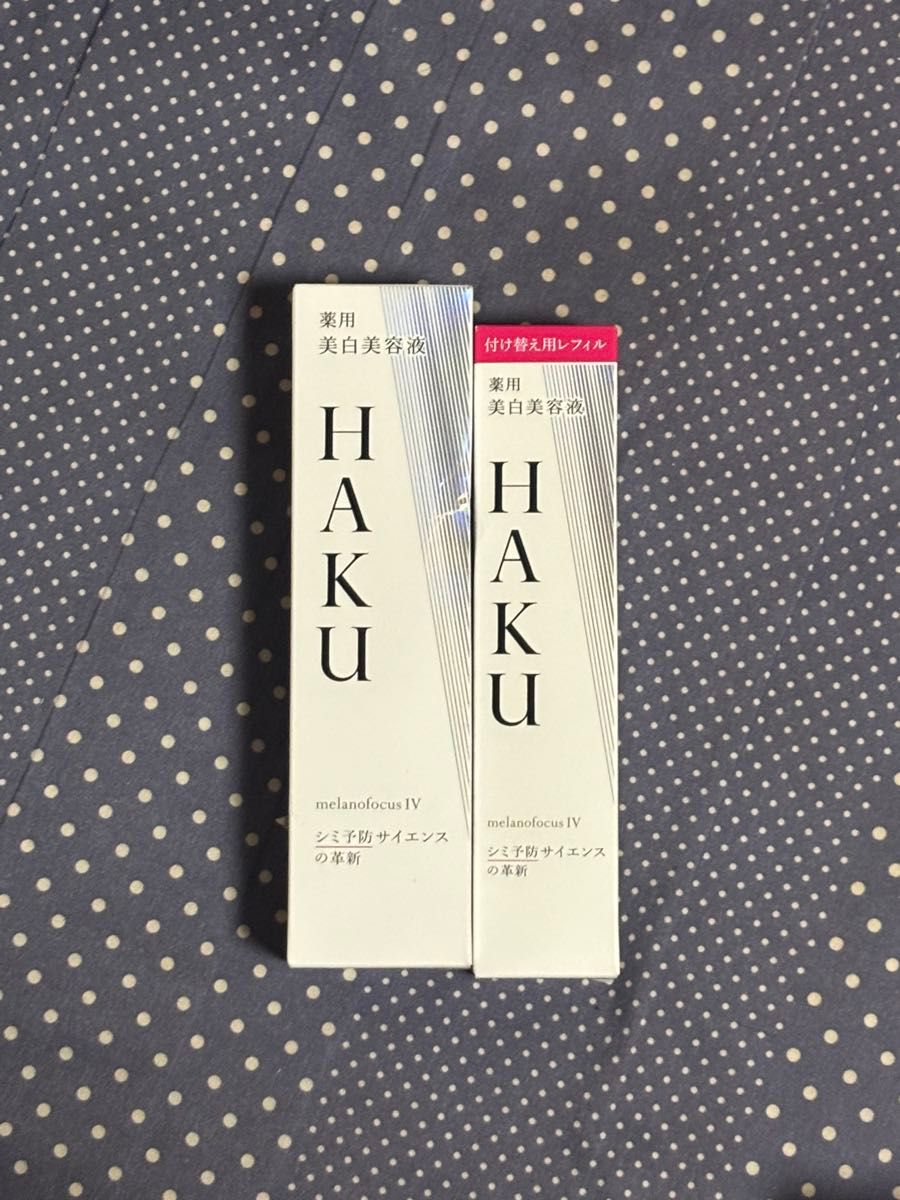 薬用
美白美容液
HAKU
melanofocus IV
シミ予防サイエンス
の革新
付け替え用レフィル
薬用
美白美容液
HAKU
melanofocus IV
シミ予防サイエンス
の革新